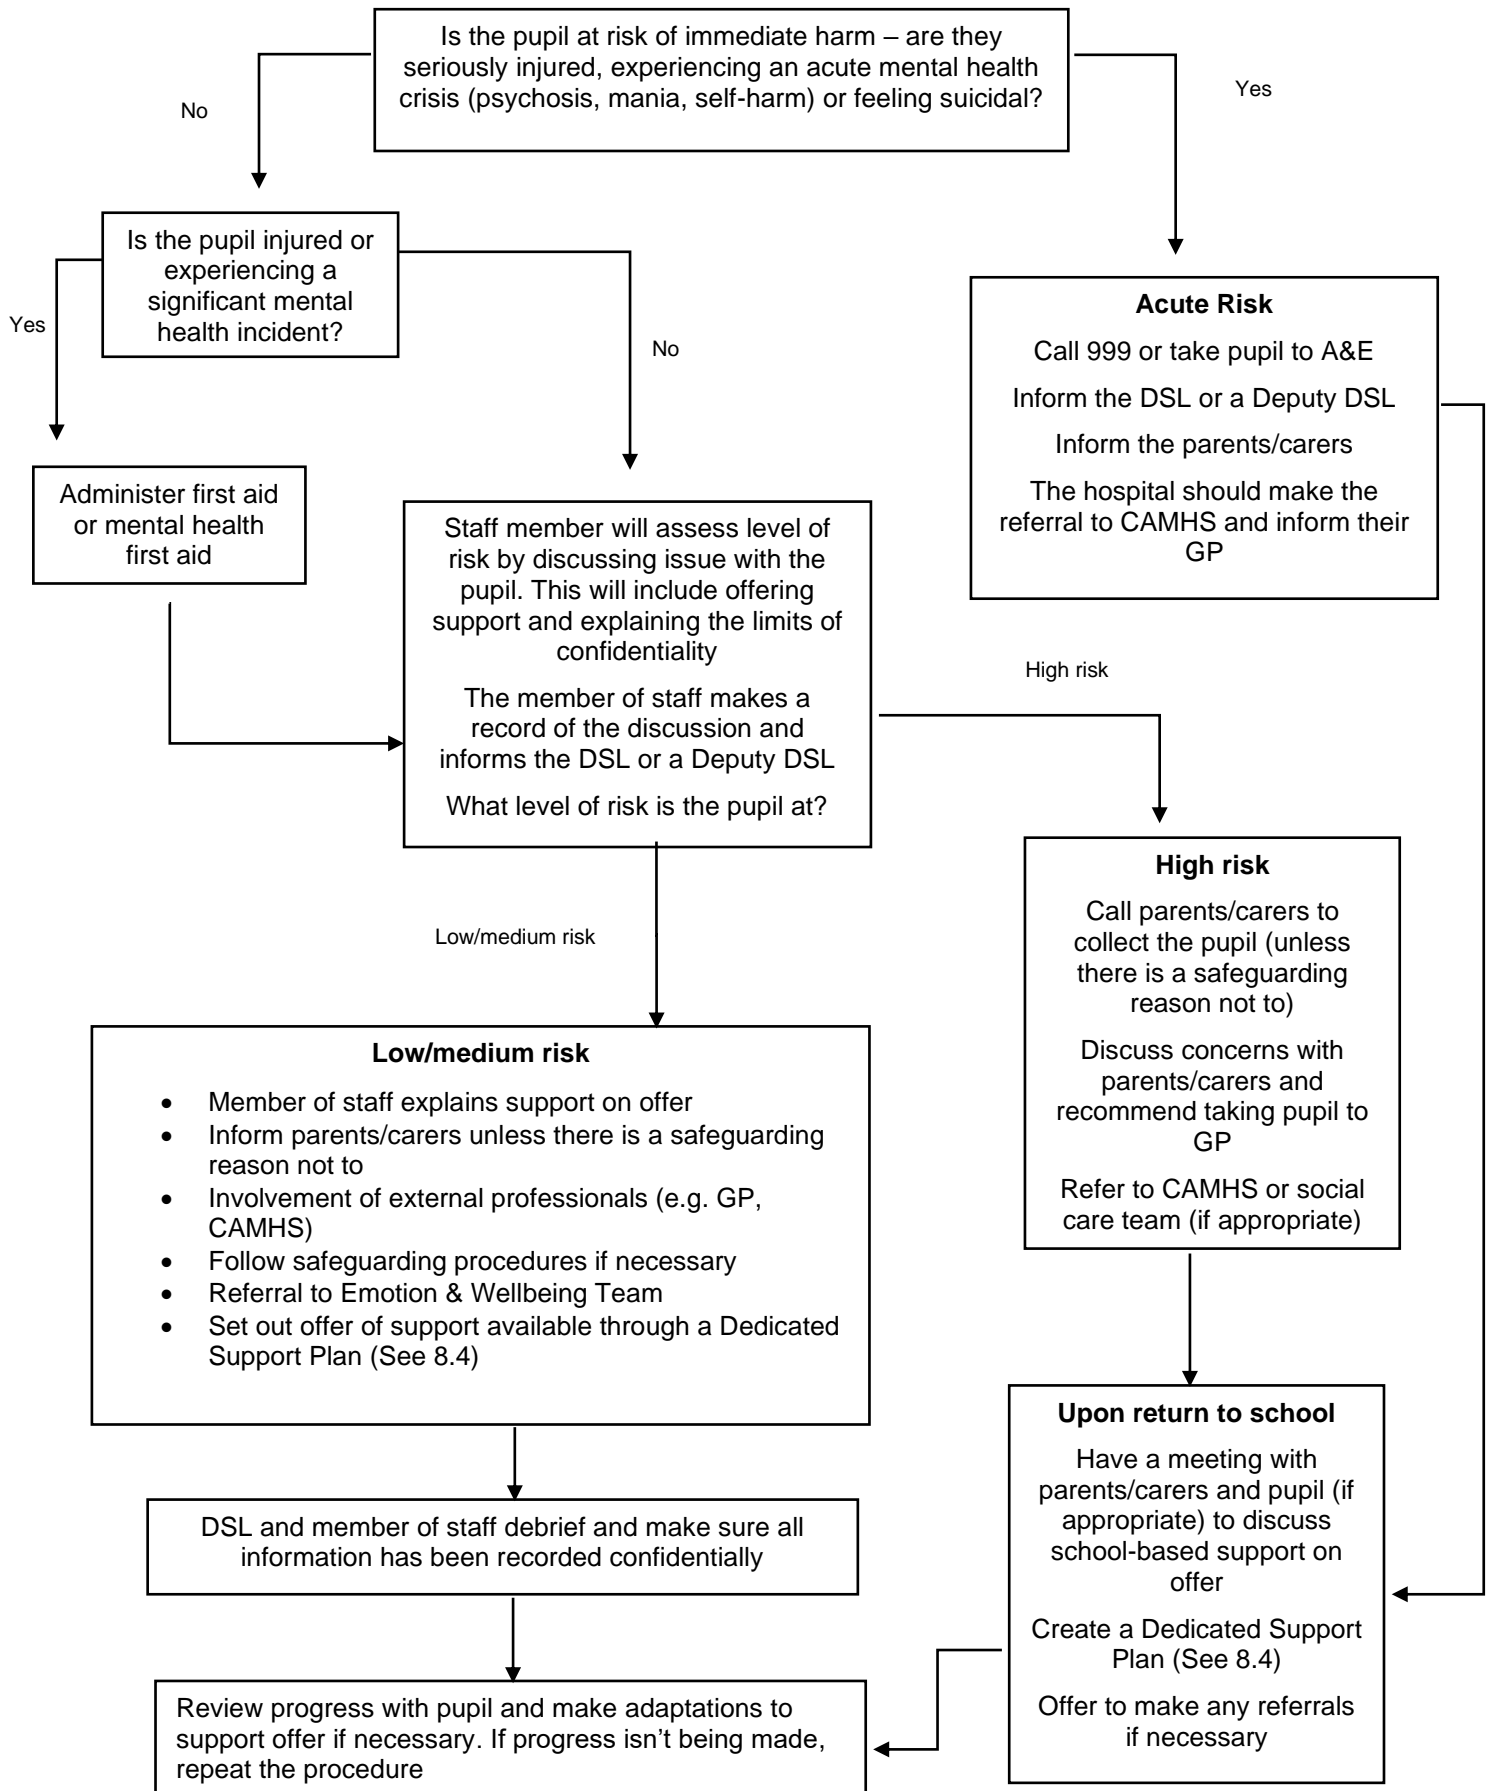 Is the pupil at risk of immediate harm – are they
seriously injured, experiencing an acute mental health
crisis (psychosis, mania, self-harm) or feeling suicidal?
No
Yes
Is the pupil injured or
experiencing a
significant mental
health incident?
Yes
No
Acute Risk
Call 999 or take pupil to A&E
Inform the DSL or a Deputy DSL
Inform the parents/carers
The hospital should make the
referral to CAMHS and inform their
GP
Administer first aid
or mental health
first aid
Staff member will assess level of
risk by discussing issue with the
pupil. This will include offering
support and explaining the limits of
confidentiality
The member of staff makes a
record of the discussion and
informs the DSL or a Deputy DSL
What level of risk is the pupil at?
High risk
Low/medium risk
High risk
Call parents/carers to
collect the pupil (unless
there is a safeguarding
reason not to)
Discuss concerns with
parents/carers and
recommend taking pupil to
GP
Refer to CAMHS or social
care team (if appropriate)
Low/medium risk
• Member of staff explains support on offer
• Inform parents/carers unless there is a safeguarding
reason not to
• Involvement of external professionals (e.g. GP,
CAMHS)
• Follow safeguarding procedures if necessary
• Referral to Emotion & Wellbeing Team
• Set out offer of support available through a Dedicated
Support Plan (See 8.4)
Upon return to school
Have a meeting with
parents/carers and pupil (if
appropriate) to discuss
school-based support on
offer
Create a Dedicated Support
Plan (See 8.4)
Offer to make any referrals
if necessary
DSL and member of staff debrief and make sure all
information has been recorded confidentially
Review progress with pupil and make adaptations to
support offer if necessary. If progress isn’t being made,
repeat the procedure